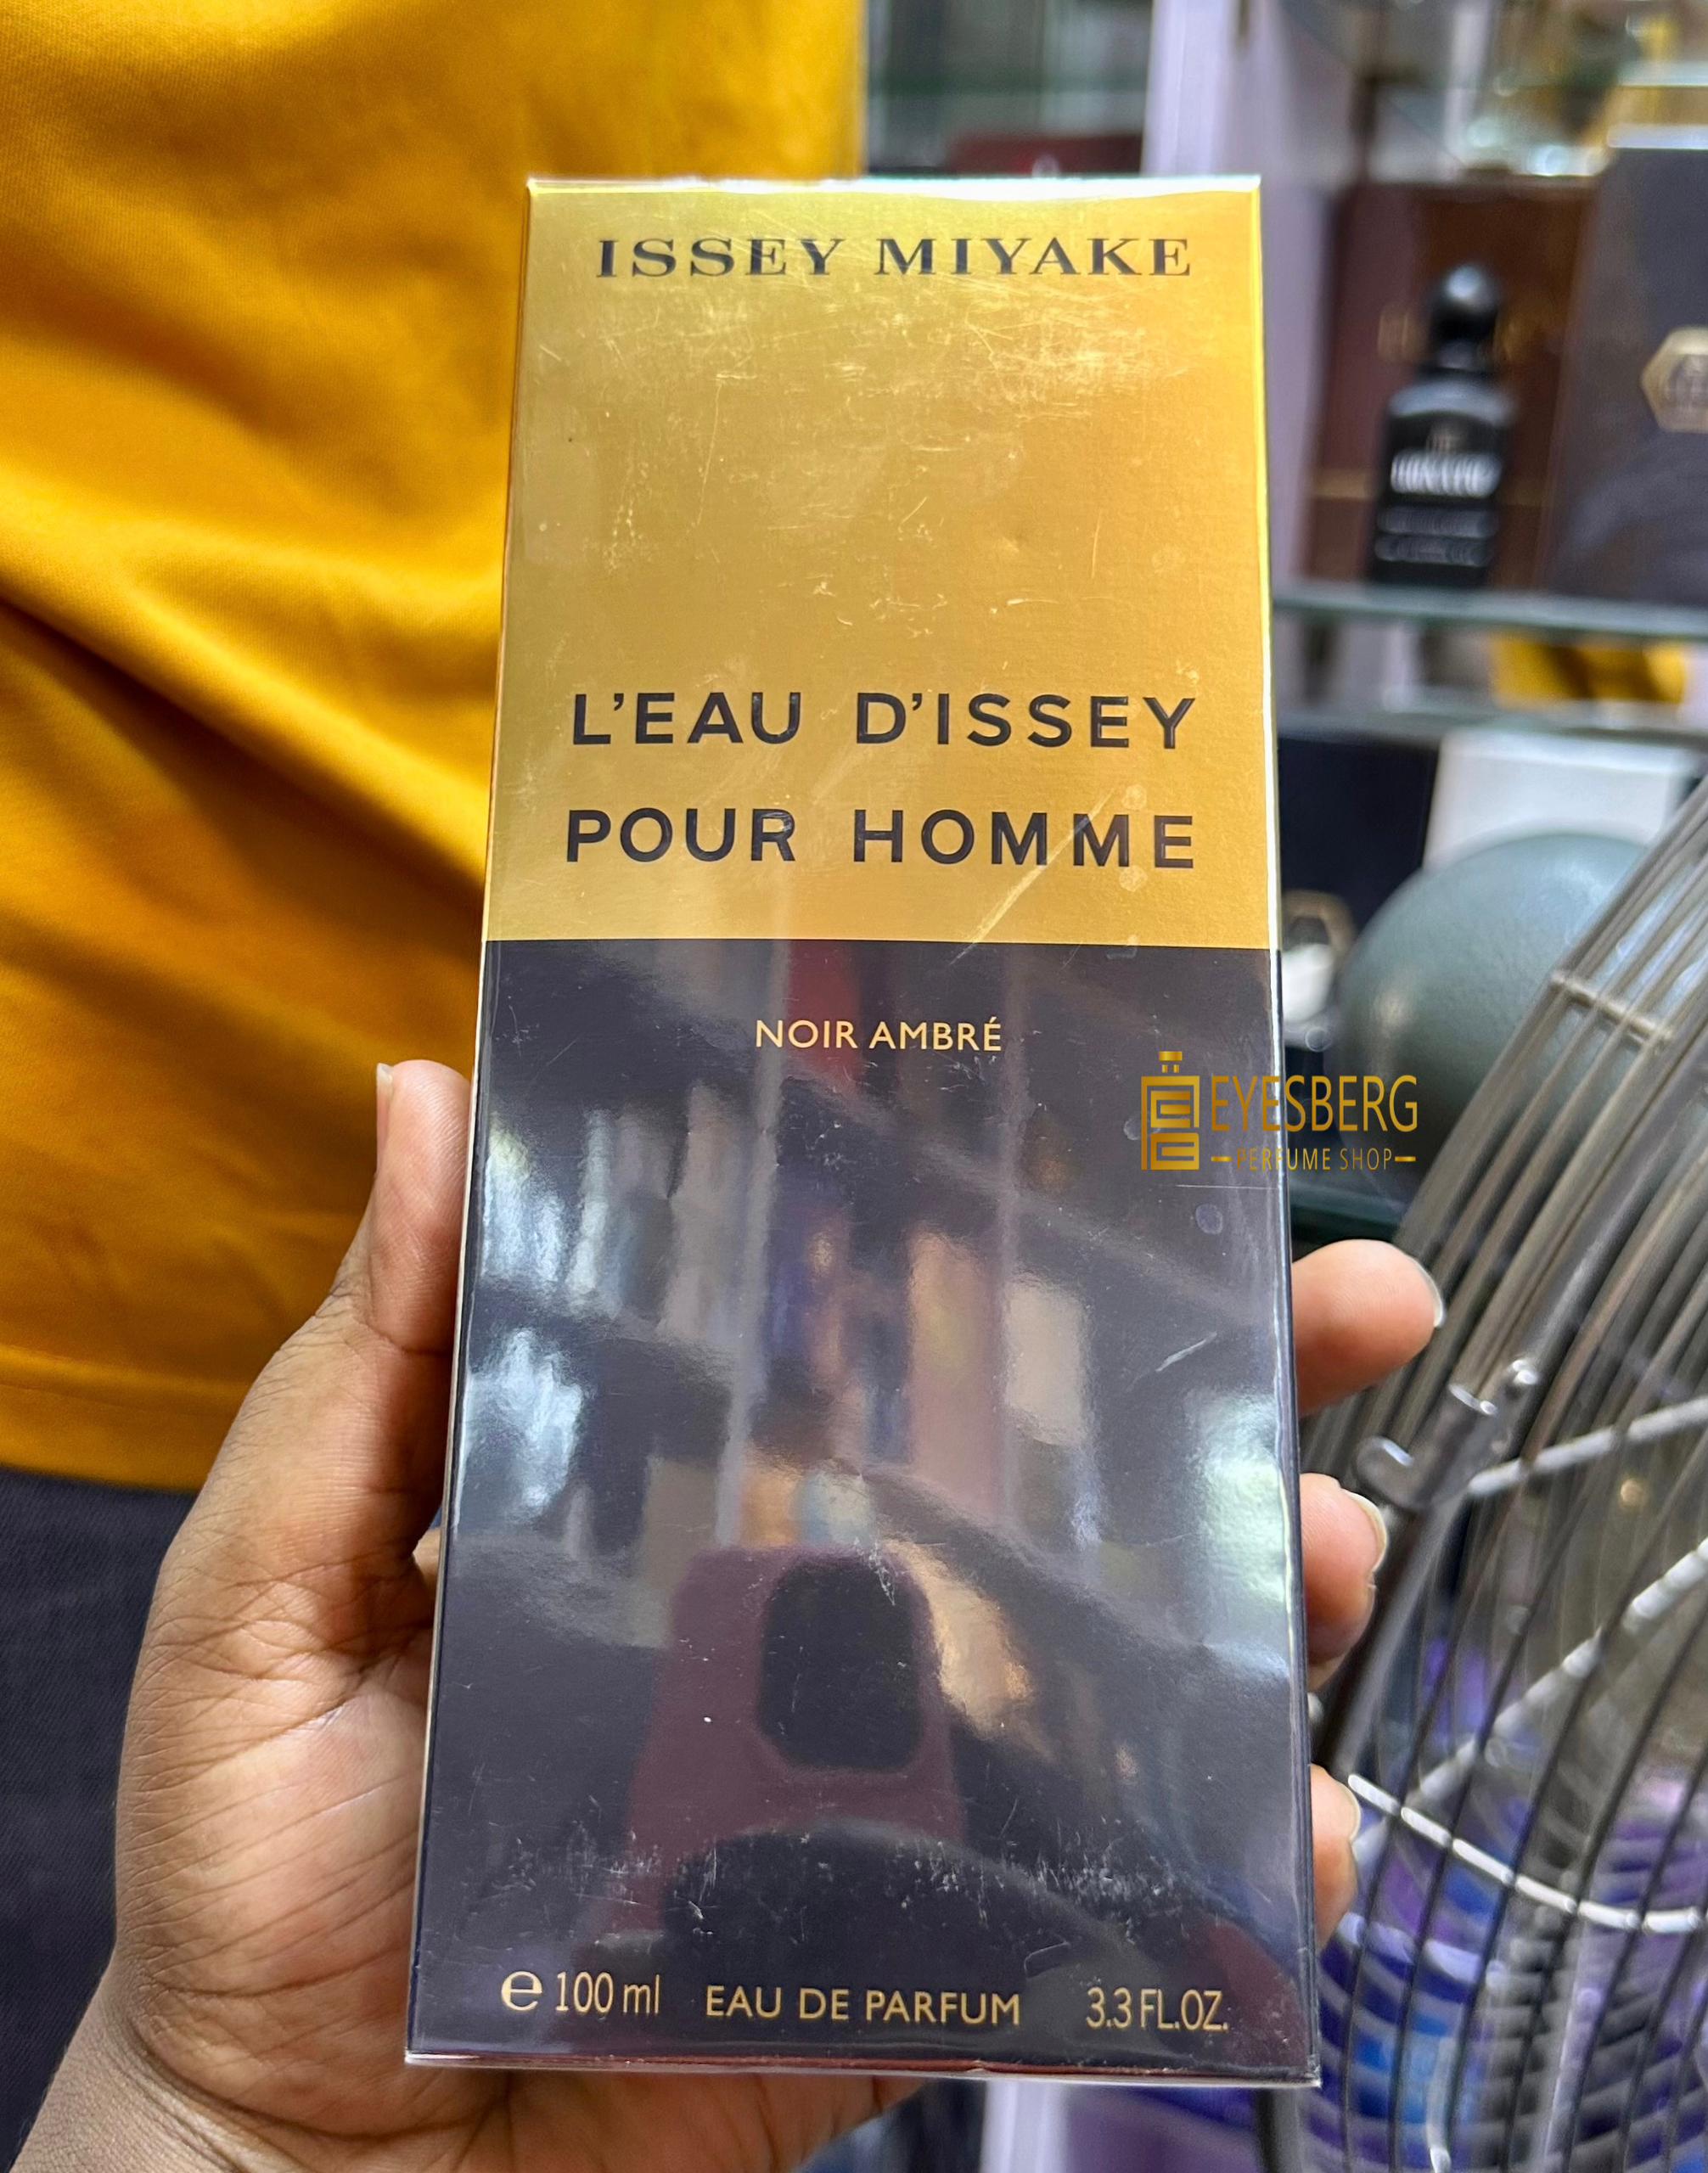 ISSEY MIYAKE
L'EAU D'ISSEY
POUR HOMME
NOIR AMBRÉ
EYESBERG
PERFUME SHOP
e 100 ml EAU DE PARFUM 3.3 FL.OZ.